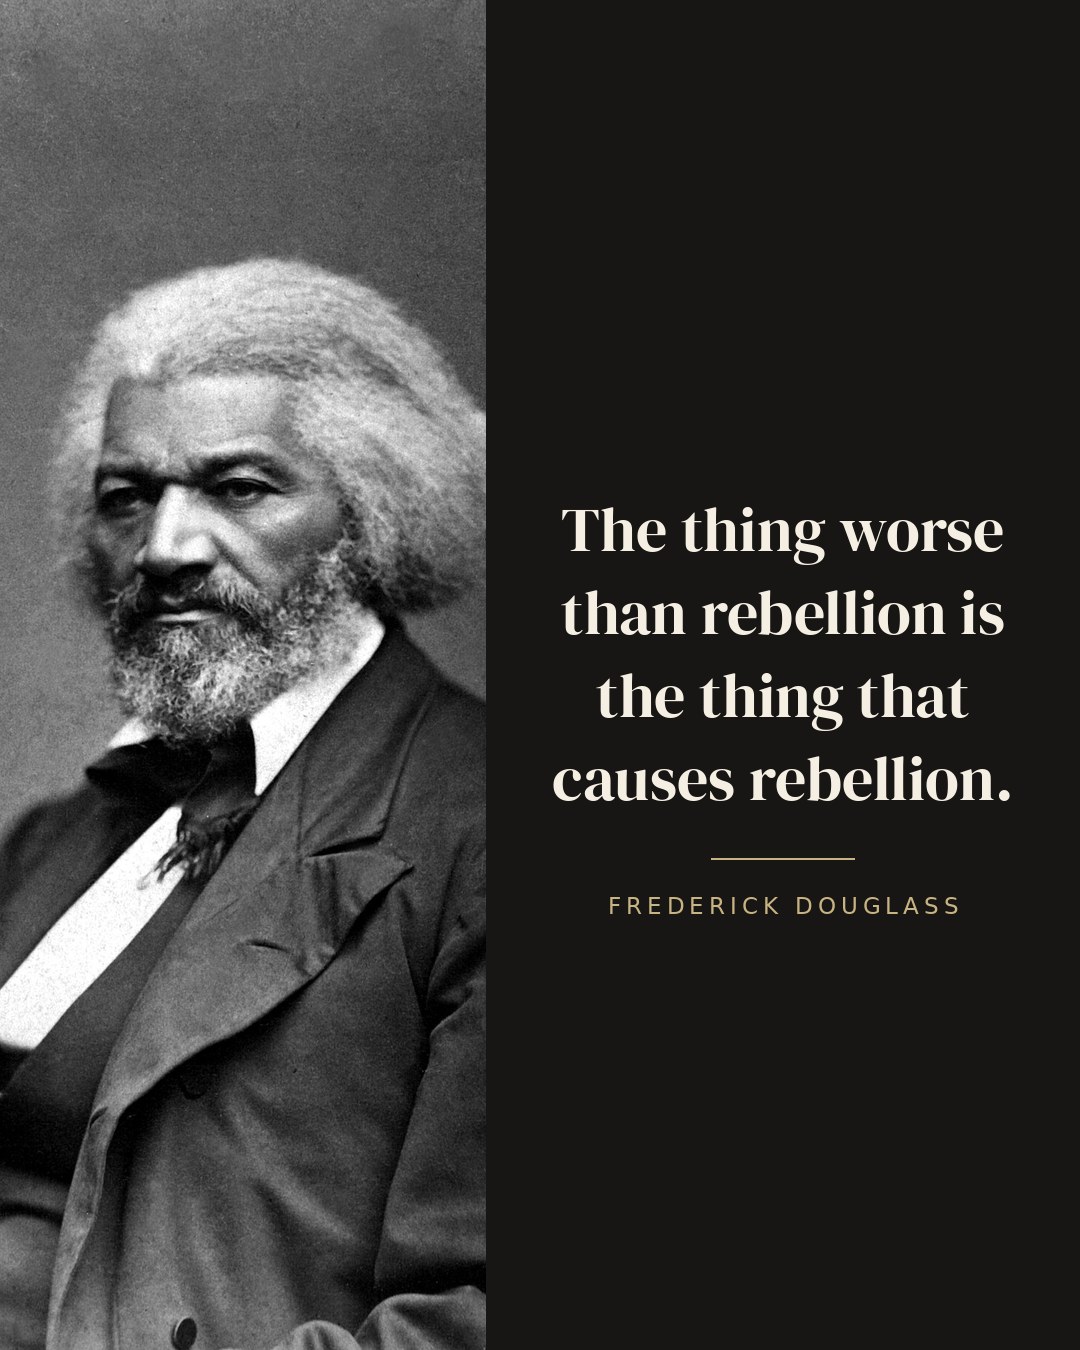 The thing worse
than rebellion is
the thing that
causes rebellion.
FREDERICK DOUGLASS